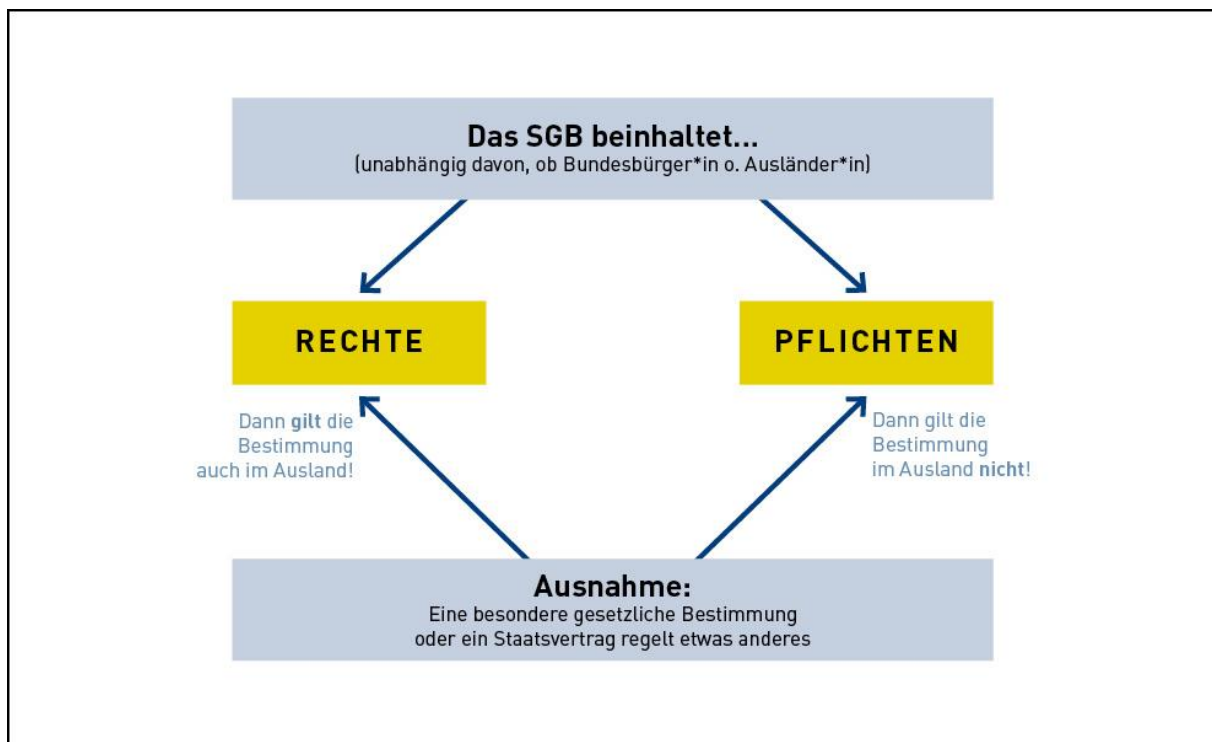 Das SGB beinhaltet...
(unabhängig davon, ob Bundesbürger*in o. Ausländer*in)
RECHTE
PFLICHTEN
Dann gilt die
Bestimmung
auch im Ausland!
Dann gilt die
Bestimmung
im Ausland nicht!
Ausnahme:
Eine besondere gesetzliche Bestimmung
oder ein Staatsvertrag regelt etwas anderes